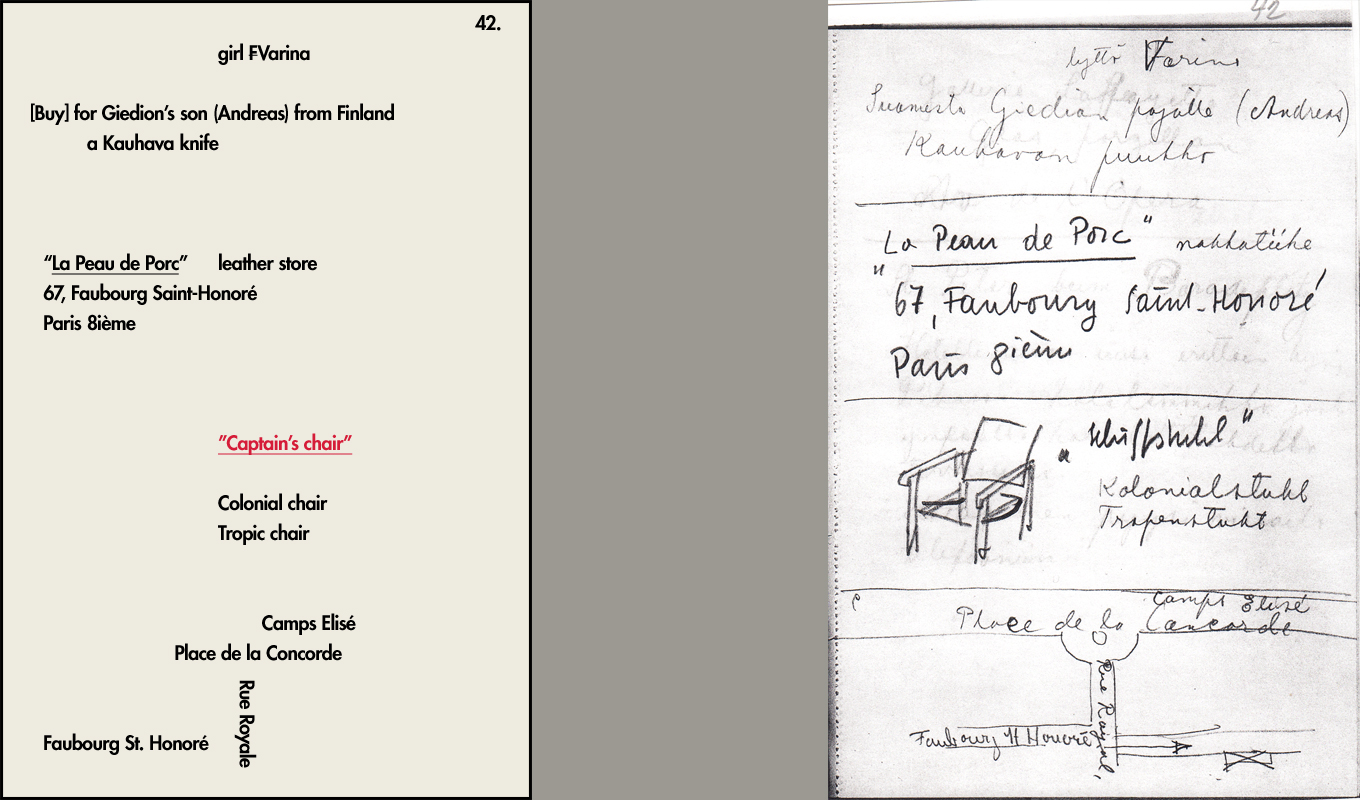 42.
girl FVarina
[Buy] for Giedion's son (Andreas) from Finland
a Kauhava knife
"La Peau de Porc" leather store
67, Faubourg Saint-Honoré
Paris 8ième
"Captain's chair"
Colonial chair
Tropic chair
Camps Elisé
Place de la Concorde
Rue Royale
Faubourg St. Honoré
42
tyttö Varina
Suomesta Giedion pojalle (Andreas)
Kauhavan puukko
"La Peau de Porc" nahkaliike
67, Faubourg Saint-Honoré
Paris 8ième
„Schiffstuhl"
Kolonialstuhl
Tropenstuhl
Camps Elisé
Place de la Concorde
Rue Royale,
Faubourg St Honoré